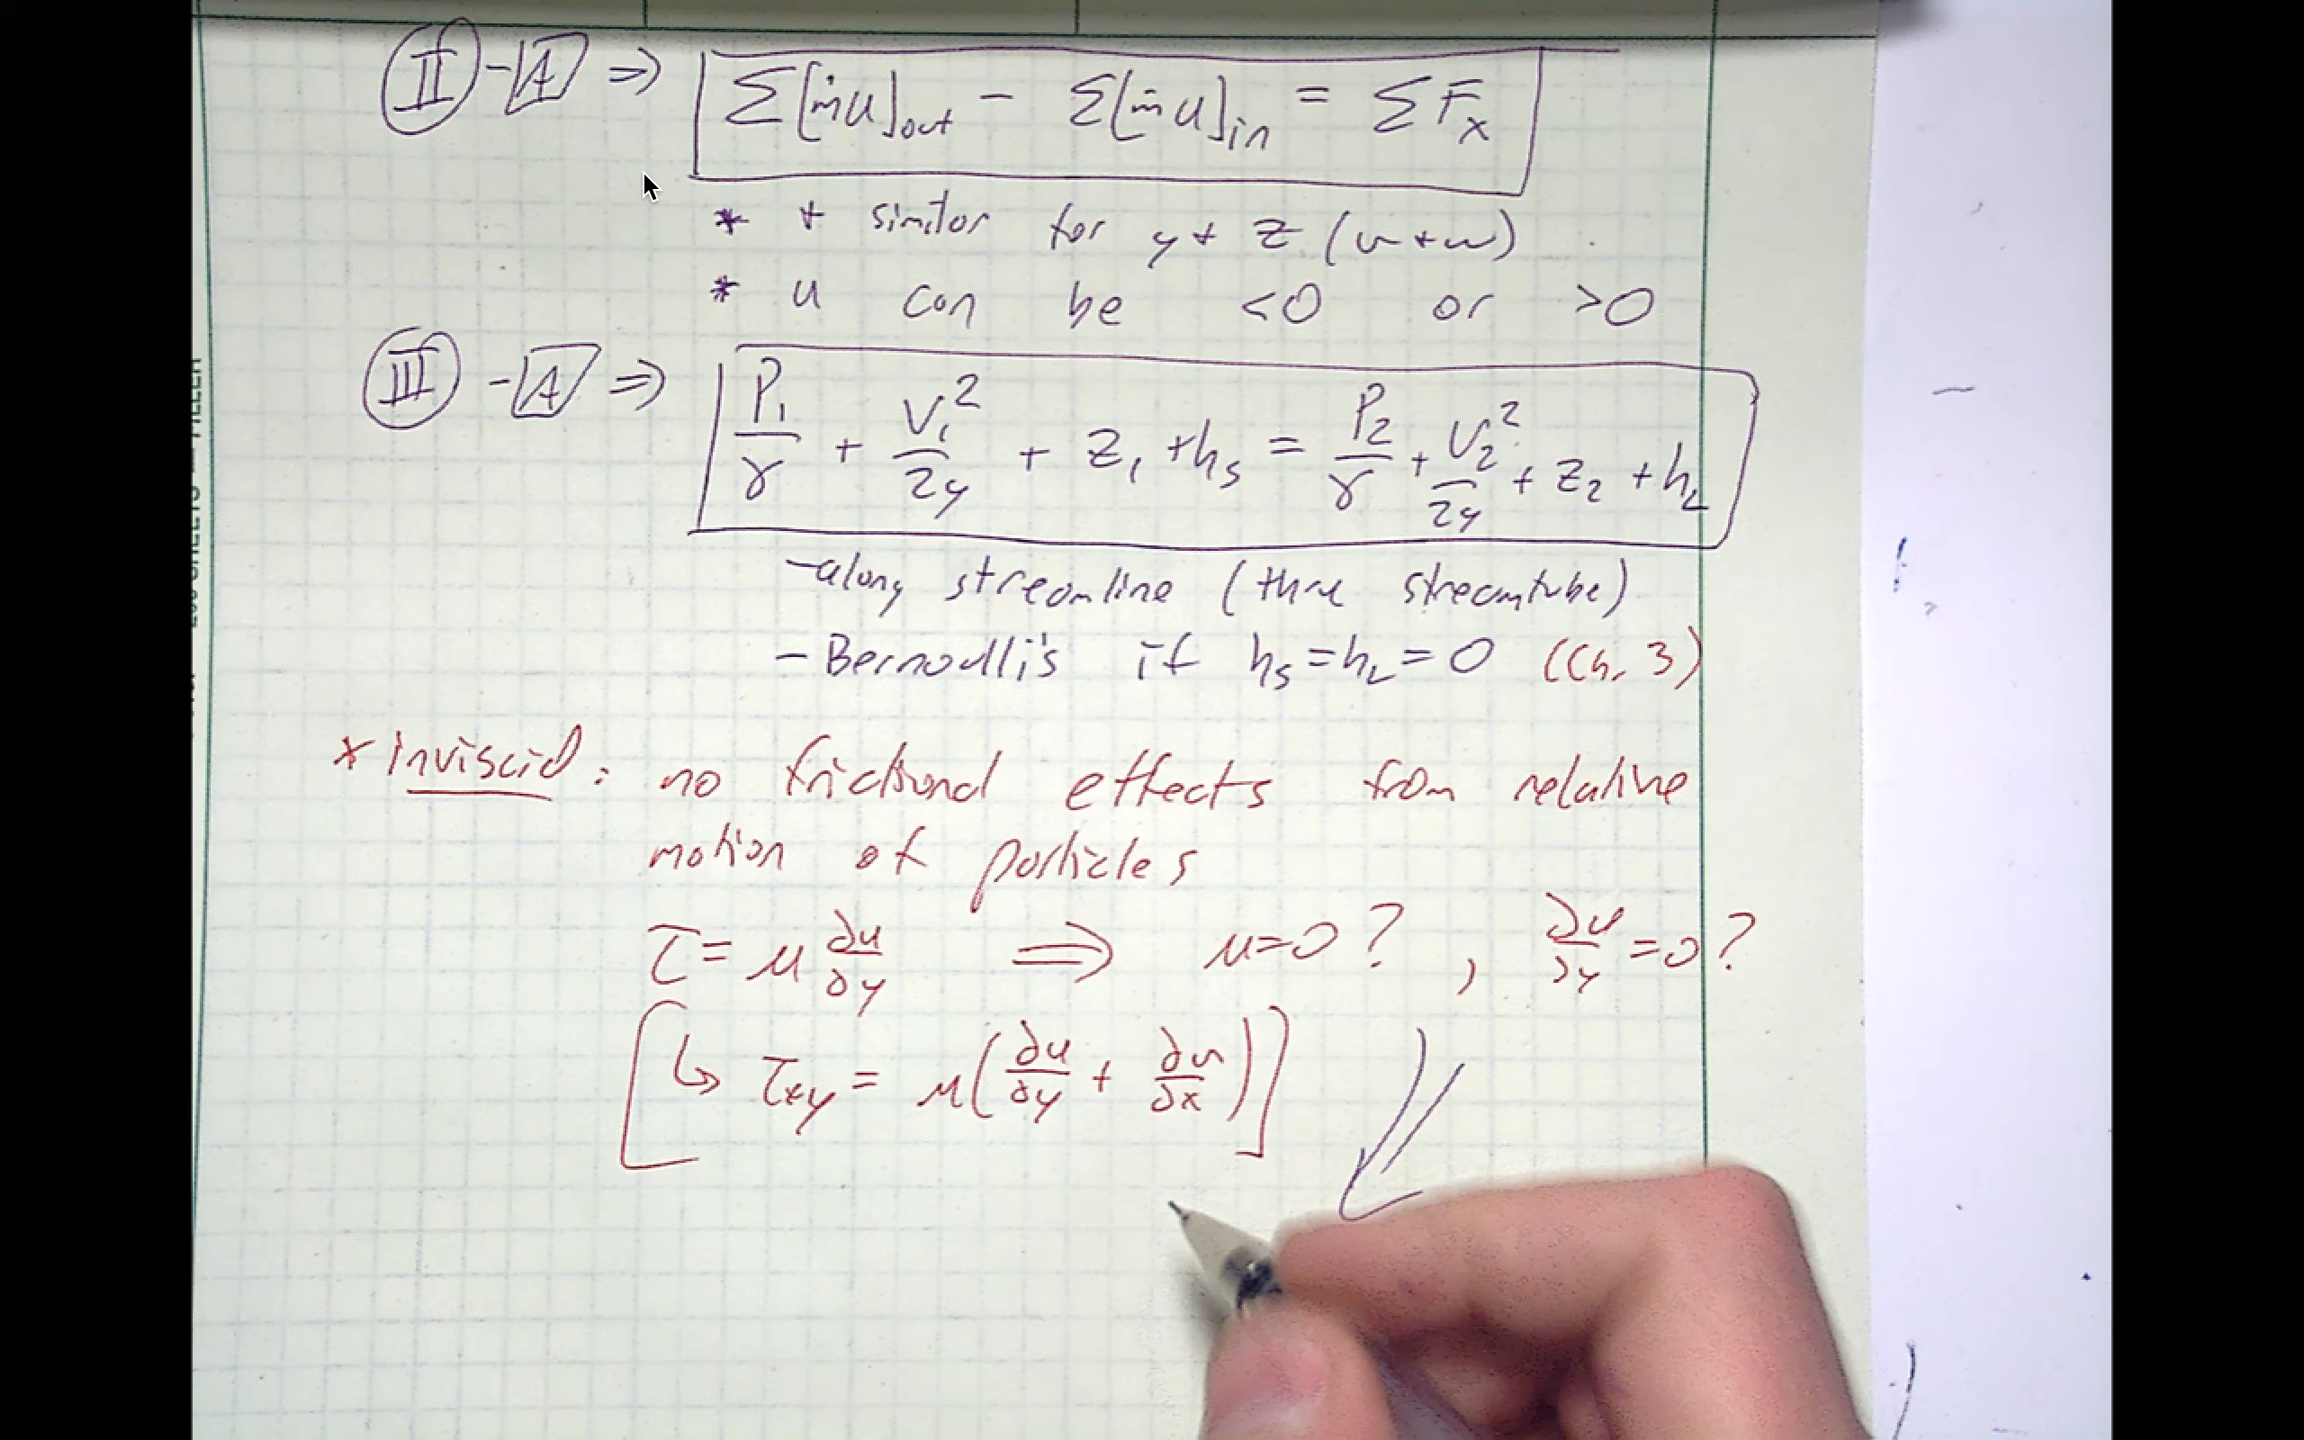 II - A ⇒ Σ[ṁu]out - Σ[ṁu]in = ΣFx
* + similar for y + z (v + w)
* u can be <0 or >0
III - A ⇒ P₁/γ + V₁²/2g + z₁ + hs = P₂/γ + V₂²/2g + z₂ + hL
- along streamline (thru streamtube)
- Bernoulli's if hs = hL = 0 (Ch. 3)
* inviscid: no frictional effects from relative
motion of particles
τ = μ ∂u/∂y ⟹ μ=0? , ∂u/∂y = 0?
[↳ τxy = μ(∂u/∂y + ∂v/∂x)]